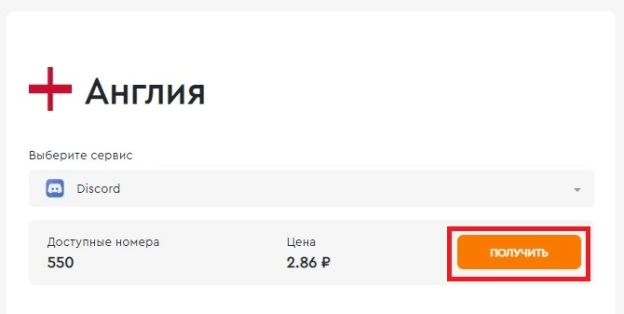 Англия
Выберите сервис
Discord
Доступные номера
550
Цена
2.86 ₽
ПОЛУЧИТЬ